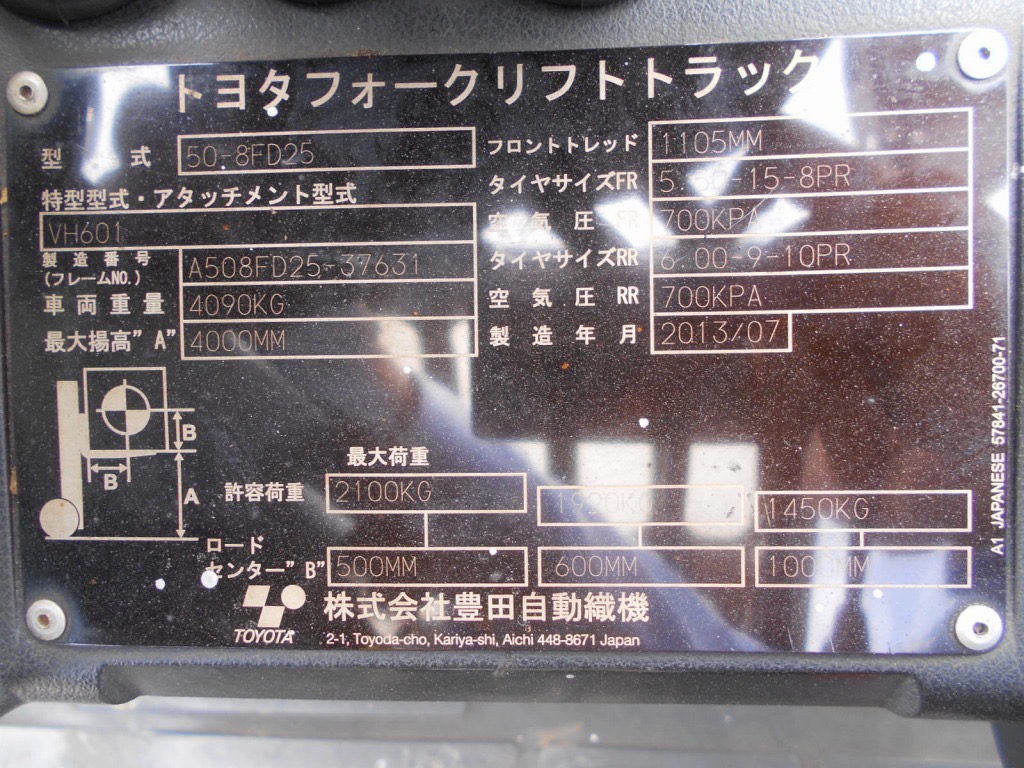 トヨタフォークリフトトラック
型 式 50-8FD25
特型型式・アタッチメント型式
VH601
製造番号 A508FD25-37631
(フレームNO.)
車両重量 4090KG
最大揚高"A" 4000MM
フロントトレッド 1105MM
タイヤサイズFR -15-8PR
空気圧 FR 700KPA
タイヤサイズRR 6.00-9-10PR
空気圧 RR 700KPA
製造年月 2013/07
B
B
A
最大荷重
許容荷重 2100KG 1920KG 1450KG
ロード
センター"B" 500MM 600MM 1000MM
TOYOTA
株式会社豊田自動織機
2-1, Toyoda-cho, Kariya-shi, Aichi 448-8671 Japan
A1 JAPANESE 57841-26700-71